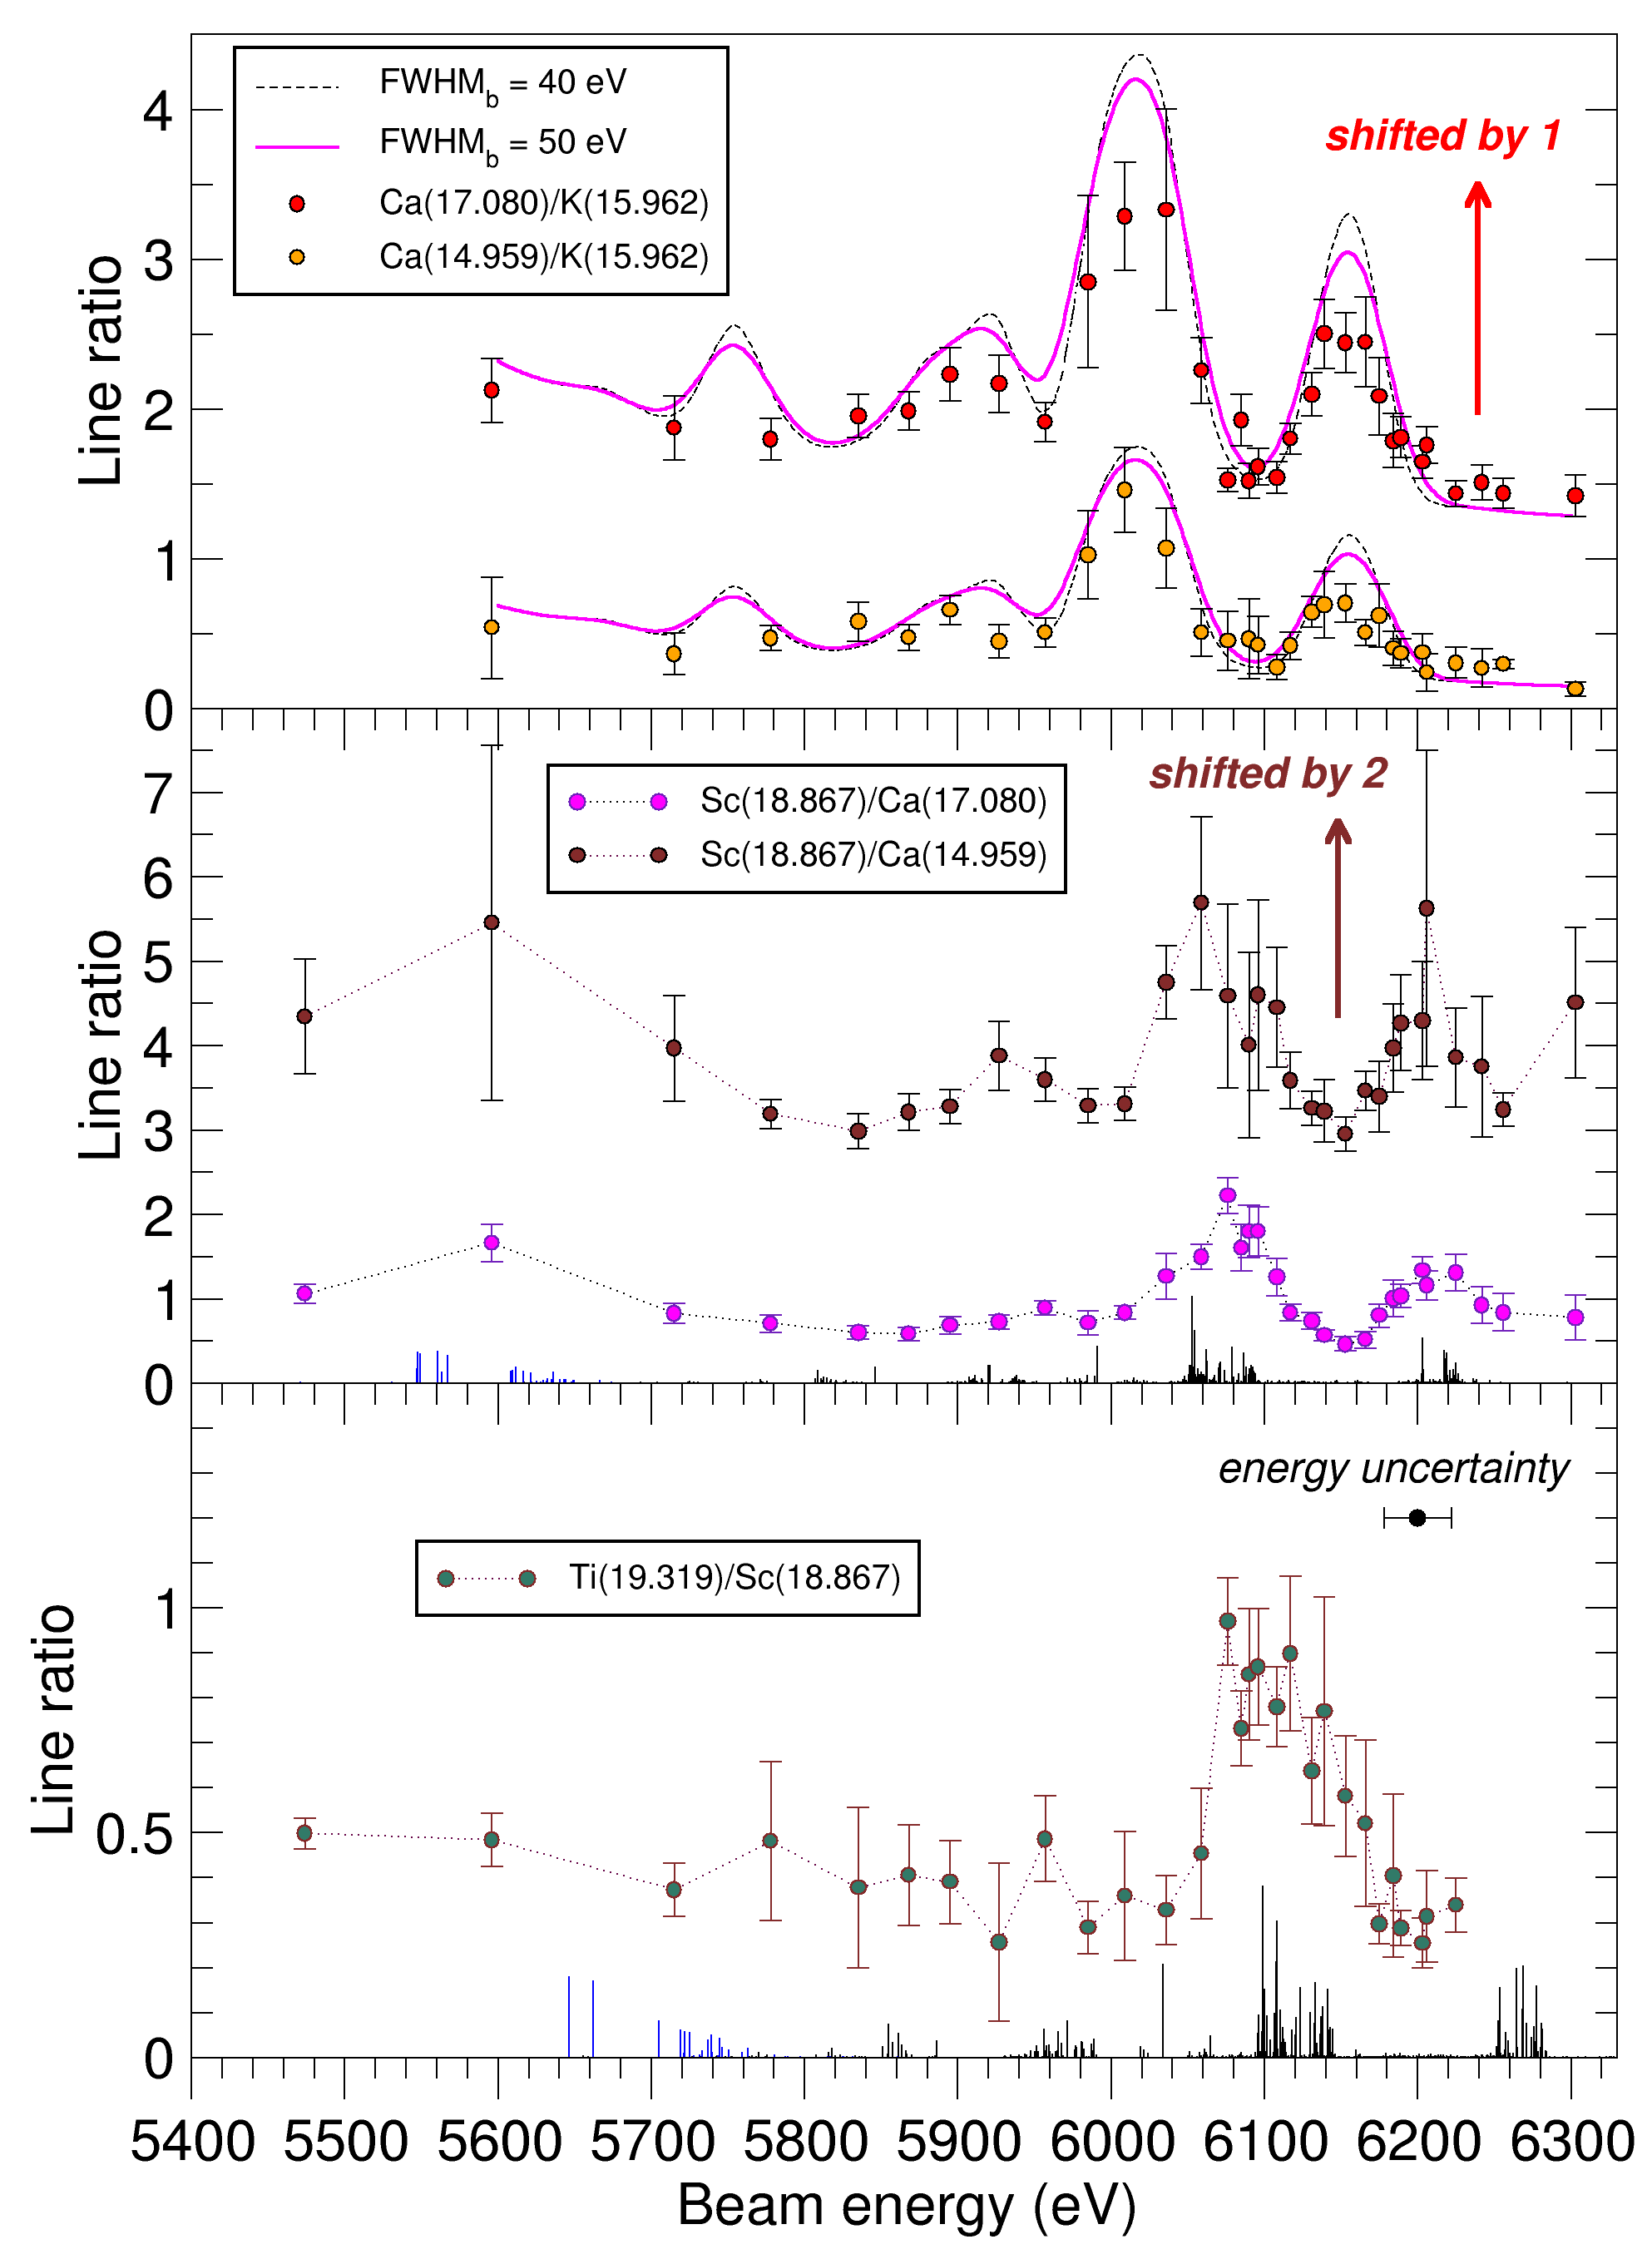 FWHMb = 40 eV
FWHMb = 50 eV
Ca(17.080)/K(15.962)
Ca(14.959)/K(15.962)
shifted by 1
Line ratio
4
3
2
1
0
Sc(18.867)/Ca(17.080)
Sc(18.867)/Ca(14.959)
shifted by 2
Line ratio
7
6
5
4
3
2
1
0
energy uncertainty
Ti(19.319)/Sc(18.867)
Line ratio
1
0.5
0
5400 5500 5600 5700 5800 5900 6000 6100 6200 6300
Beam energy (eV)